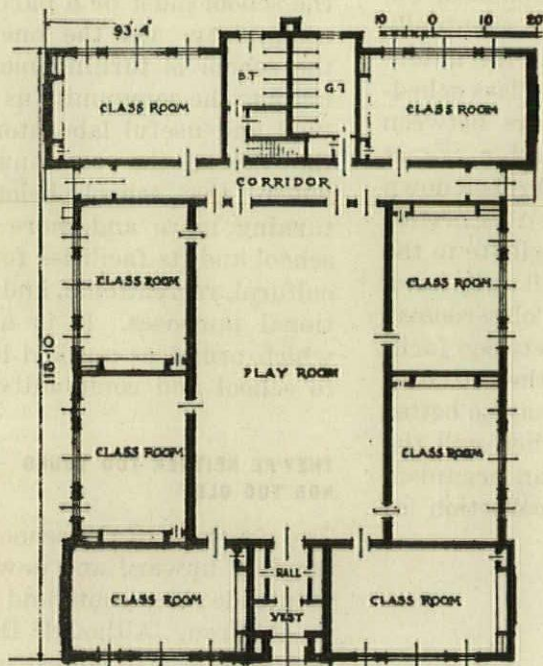 93'-4"
10 0 10 20
B.T
G.T
CLASS ROOM
CLASS ROOM
CORRIDOR
CLASS ROOM
CLASS ROOM
PLAY ROOM
118-10
CLASS ROOM
CLASS ROOM
HALL
CLASS ROOM
VEST
CLASS ROOM